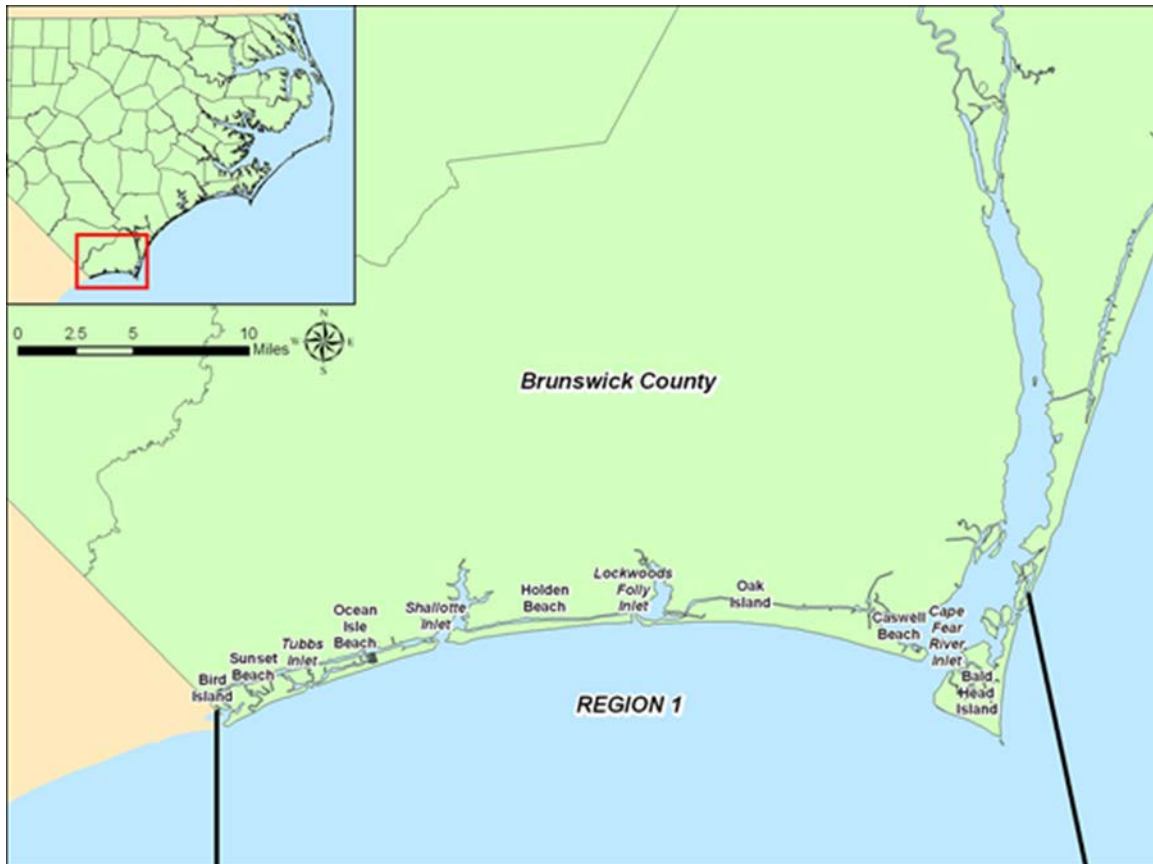 N
0 2.5 5 10
Miles
W E
S
Brunswick County
Lockwoods
Folly
Inlet
Oak
Island
Holden
Beach
Shallotte
Inlet
Ocean
Isle
Beach
Tubbs
Inlet
Sunset
Beach
Bird
Island
Caswell
Beach
Cape
Fear
River
Inlet
Bald
Head
Island
REGION 1